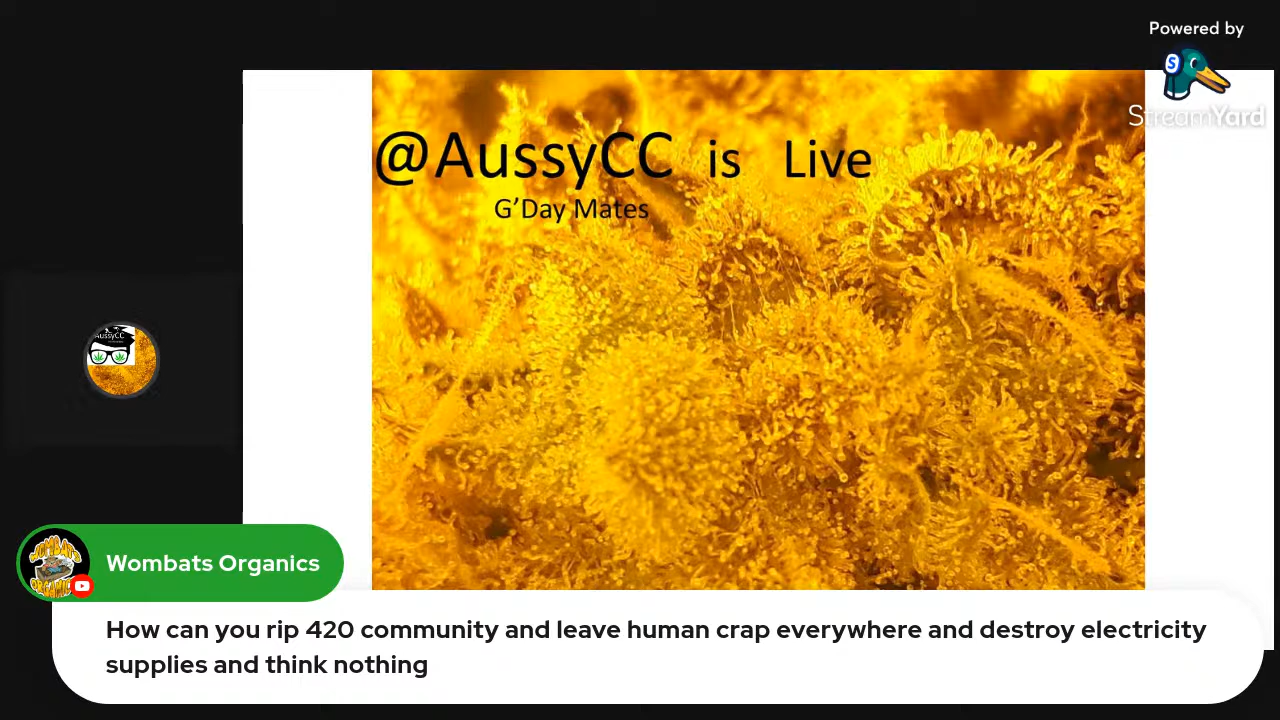 Powered by
StreamYard
@AussyCC is Live
G'Day Mates
AussyCC
Wombats Organics
How can you rip 420 community and leave human crap everywhere and destroy electricity
supplies and think nothing